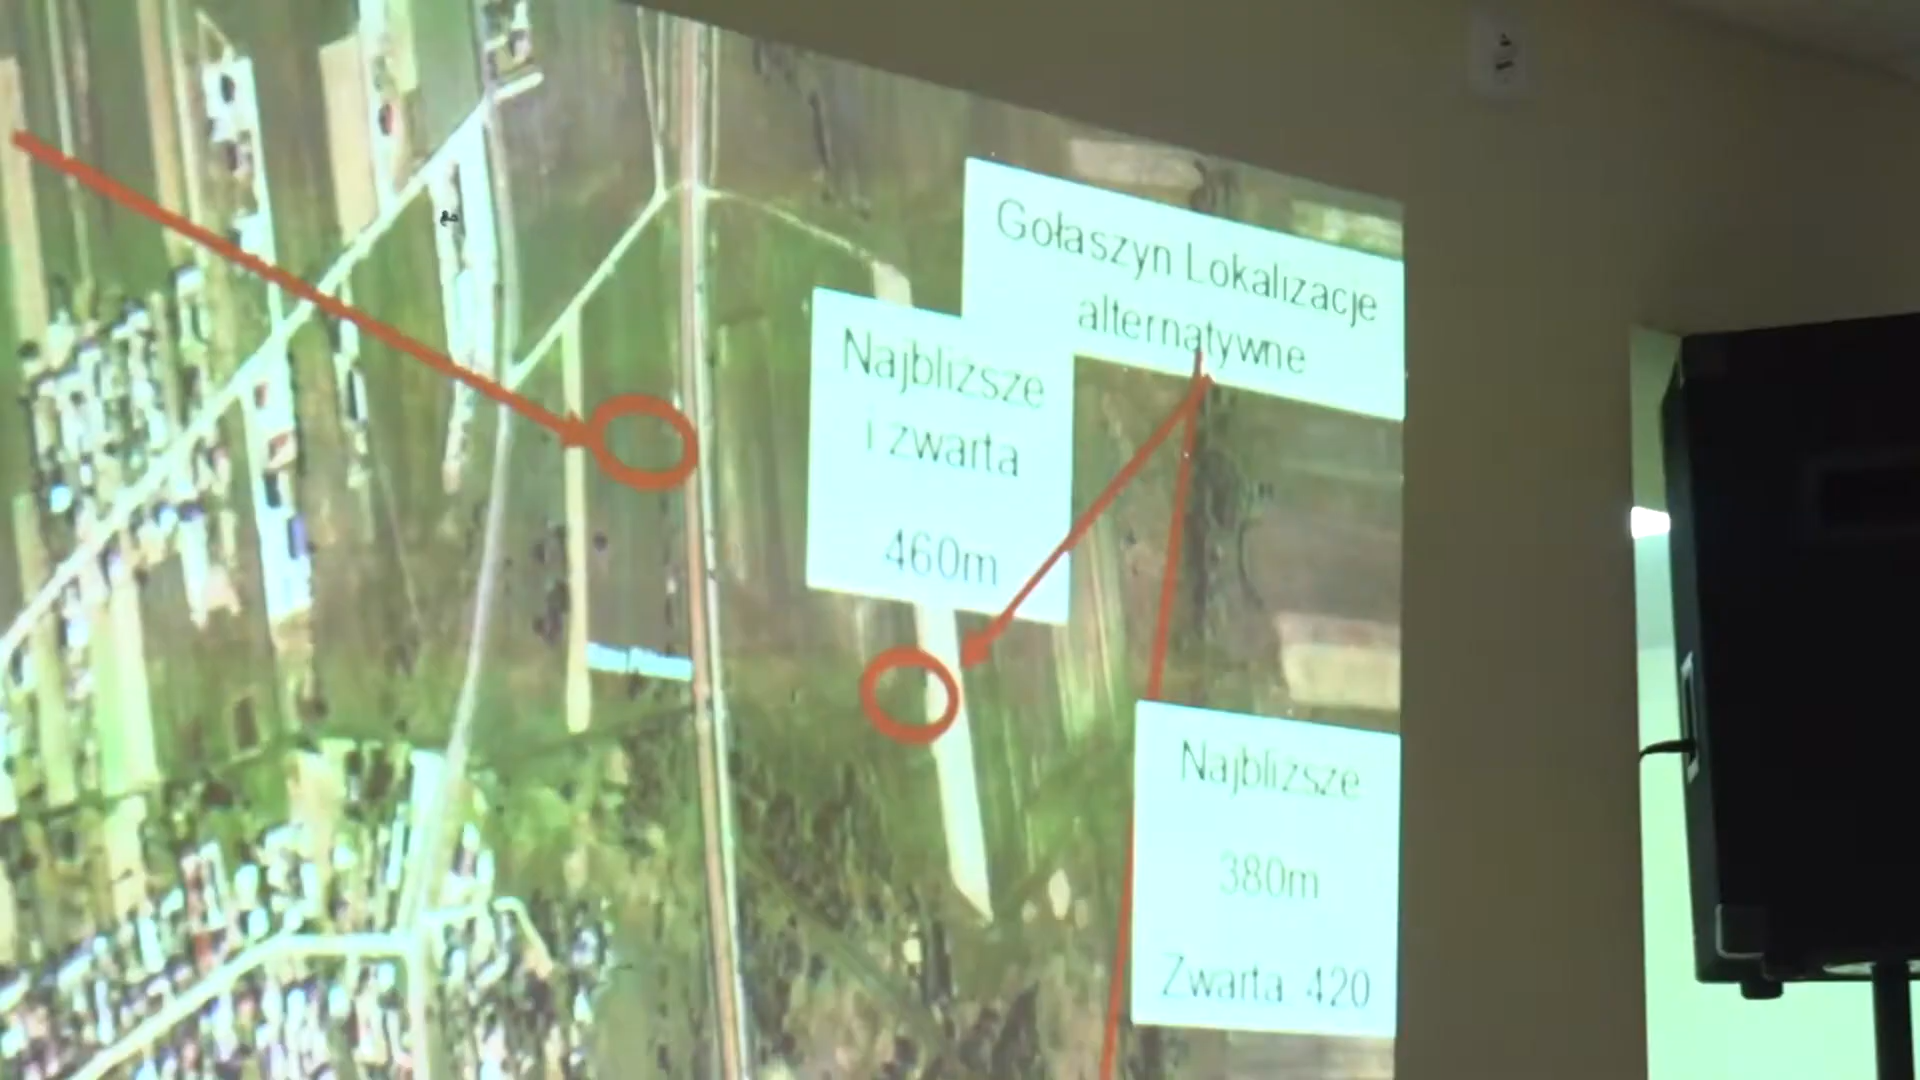 Gołaszyn Lokalizacje
alternatywne
Najbliższe
i zwarta
460m
Najbliższe
380m
Zwarta 420